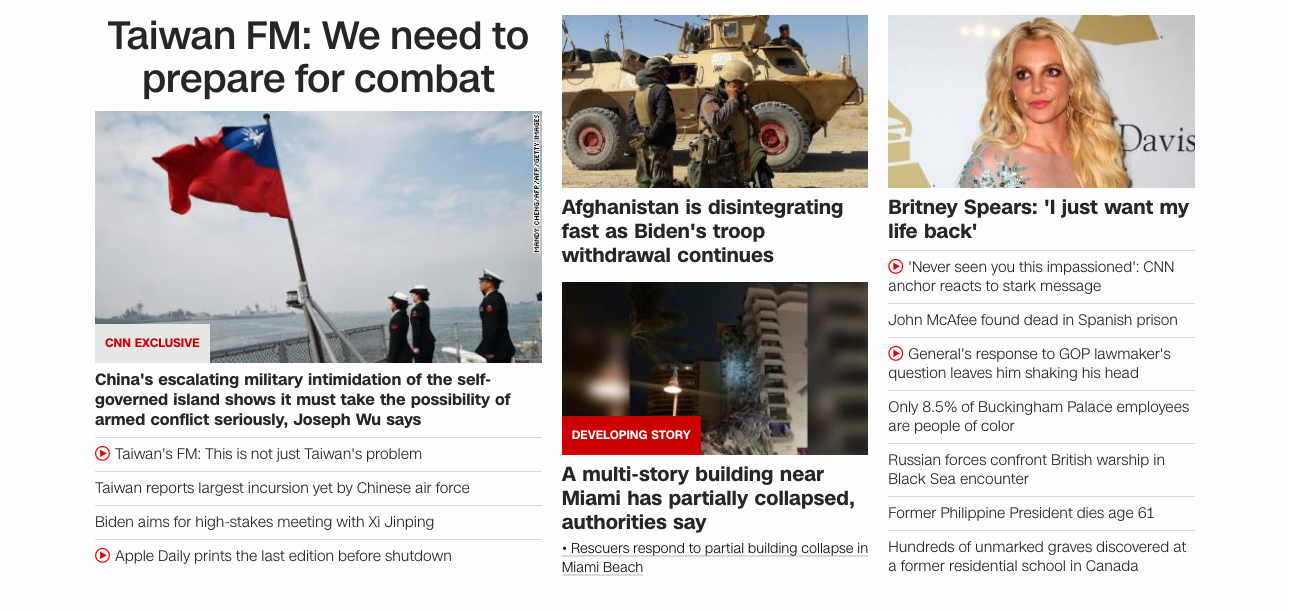 Taiwan FM: We need to
prepare for combat
MANDY CHENG/AFP/AFP/GETTY IMAGES
CNN EXCLUSIVE
China's escalating military intimidation of the self-
governed island shows it must take the possibility of
armed conflict seriously, Joseph Wu says
Taiwan's FM: This is not just Taiwan's problem
Taiwan reports largest incursion yet by Chinese air force
Biden aims for high-stakes meeting with Xi Jinping
Apple Daily prints the last edition before shutdown
Afghanistan is disintegrating
fast as Biden's troop
withdrawal continues
DEVELOPING STORY
A multi-story building near
Miami has partially collapsed,
authorities say
• Rescuers respond to partial building collapse in
Miami Beach
Davis
Britney Spears: 'I just want my
life back'
'Never seen you this impassioned': CNN
anchor reacts to stark message
John McAfee found dead in Spanish prison
General's response to GOP lawmaker's
question leaves him shaking his head
Only 8.5% of Buckingham Palace employees
are people of color
Russian forces confront British warship in
Black Sea encounter
Former Philippine President dies age 61
Hundreds of unmarked graves discovered at
a former residential school in Canada